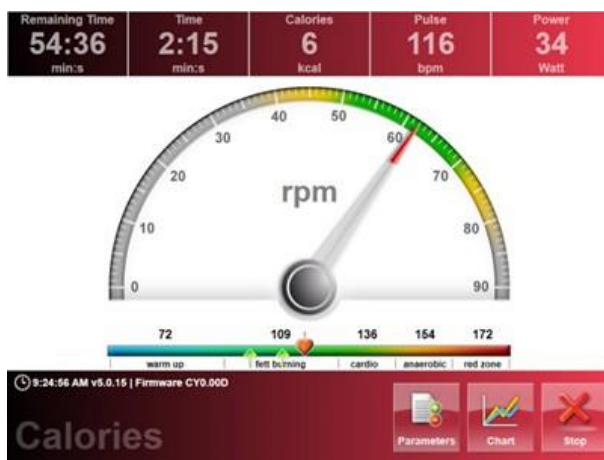 Remaining Time
54:36
min:s
Time
2:15
min:s
Calories
6
kcal
Pulse
116
bpm
Power
34
Watt
0
10
20
30
40
50
60
70
80
90
rpm
72 109 136 154 172
warm up fett burning cardio anaerobic red zone
9:24:56 AM v5.0.15 | Firmware CY0.00D
Calories
Parameters
Chart
Stop